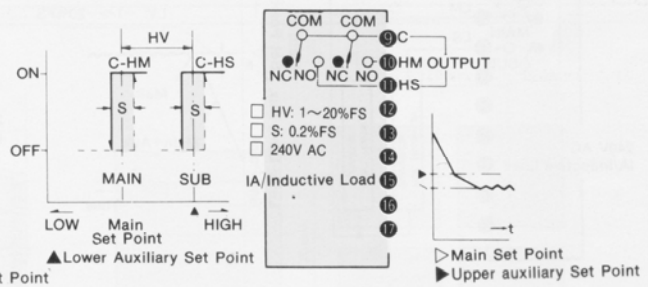 HV
C-HM
C-HS
ON
S
S
OFF
MAIN
SUB
LOW
Main
Set Point
HIGH
▲Lower Auxiliary Set Point
t Point
COM
COM
NC NO
NC NO
9 C
10 HM OUTPUT
11 HS
12
13
14
15
16
17
□ HV: 1~20%FS
□ S: 0.2%FS
□ 240V AC
IA/Inductive Load
t
▷Main Set Point
▶Upper auxiliary Set Point